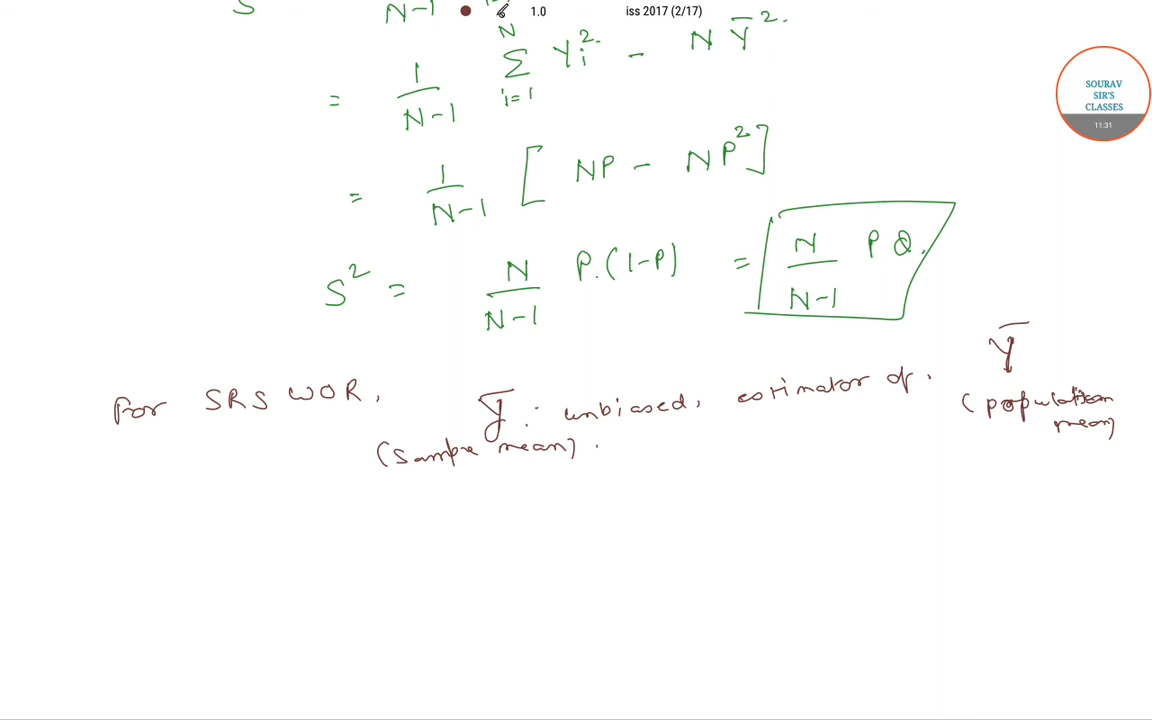 1.0 iss 2017 (2/17)
S N-1
= 1/N-1 N Σ i=1 Yi² - N Ȳ².
SOURAV
SIR'S
CLASSES
11:31
= 1/N-1 [ NP - NP² ]
S² = N/N-1 P.(1-P) = N/N-1 PQ.
For SRS WOR, ȳ : unbiased, estimator of. Ȳ
(sample mean). (population mean)